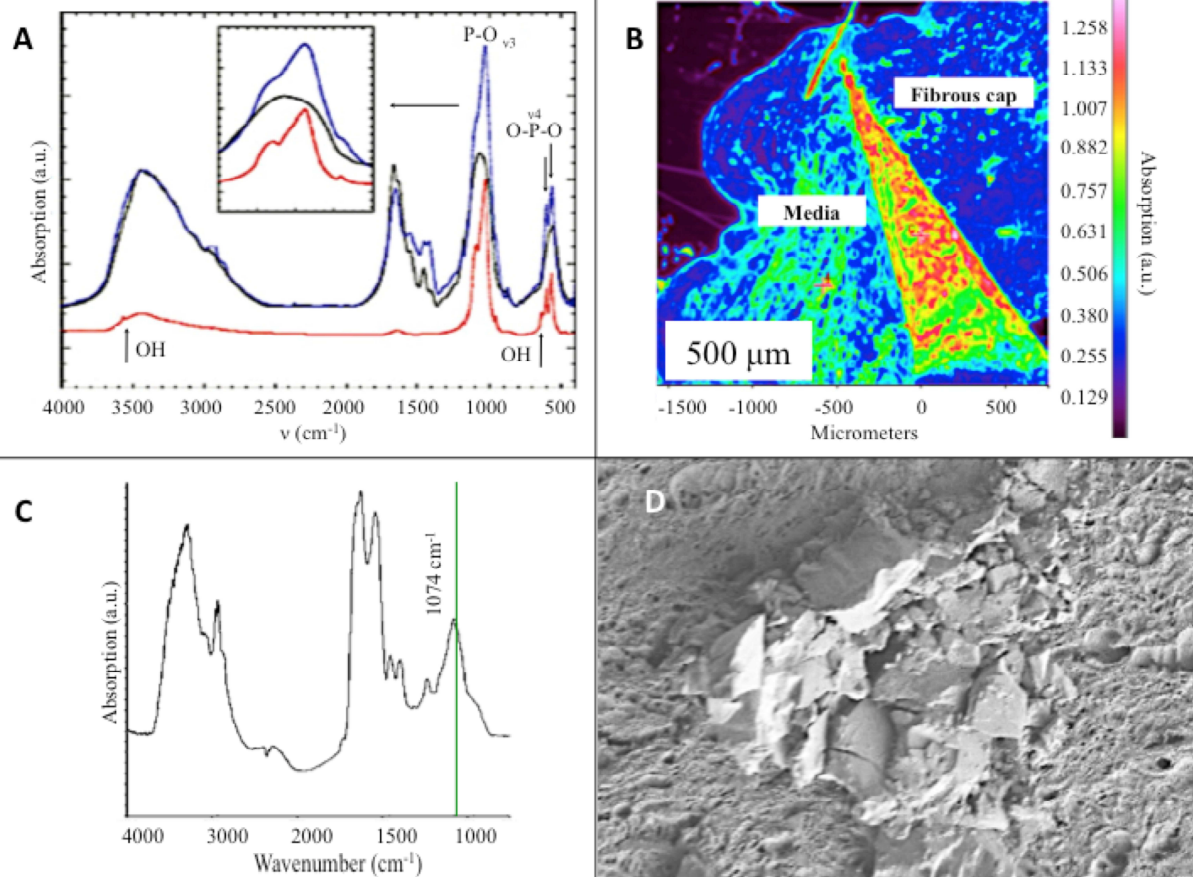 A
P-O ν3
ν4
O-P-O
Absorption (a.u.)
OH
OH
4000 3500 3000 2500 2000 1500 1000 500
ν (cm-1)
B
Fibrous cap
Media
500 μm
-1500 -1000 -500 0 500
Micrometers
1.258
1.133
1.007
0.882
0.757
0.631
0.506
0.380
0.255
0.129
Absorption (a.u.)
C
1074 cm-1
Absorption (a.u.)
4000 3000 2000 1500 1000
Wavenumber (cm-1)
D